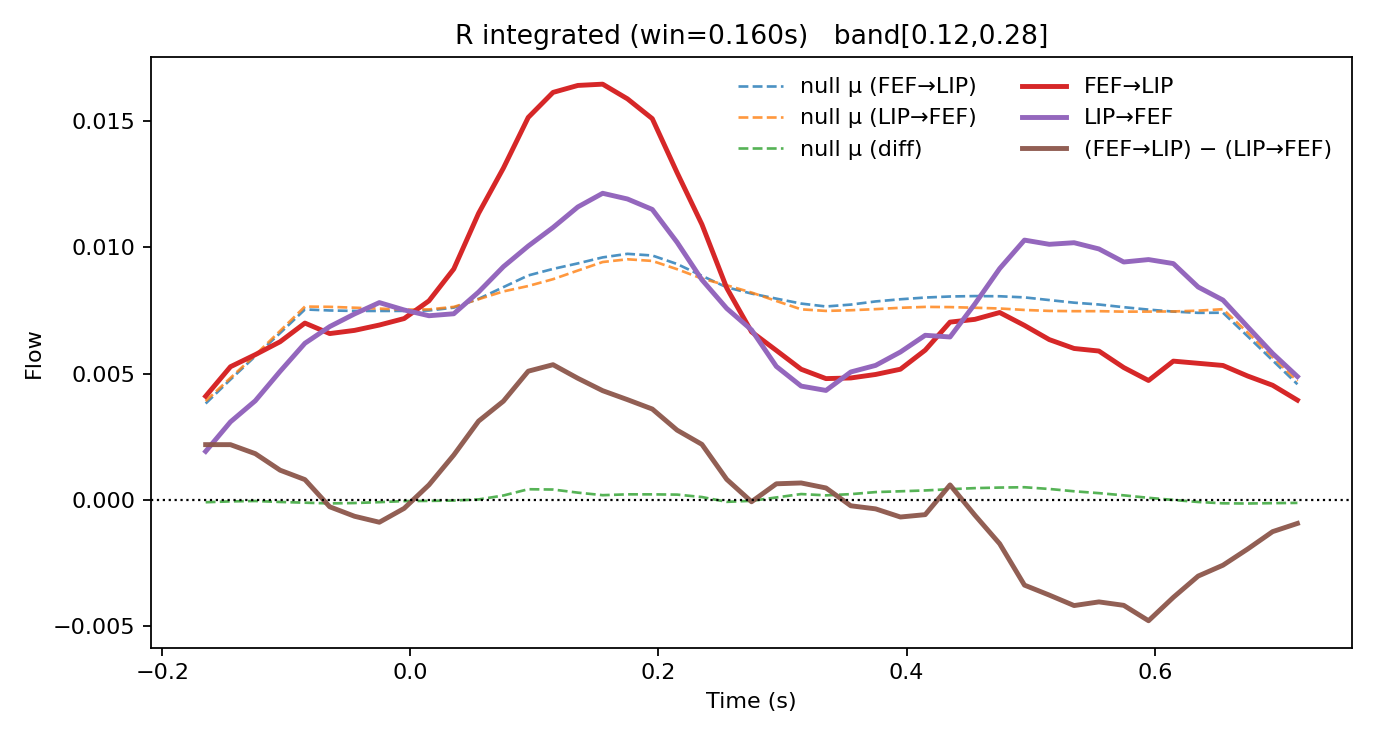 R integrated (win=0.160s)   band[0.12,0.28]
null μ (FEF→LIP)
null μ (LIP→FEF)
null μ (diff)
FEF→LIP
LIP→FEF
(FEF→LIP) − (LIP→FEF)
Flow
0.015
0.010
0.005
0.000
−0.005
−0.2
0.0
0.2
0.4
0.6
Time (s)